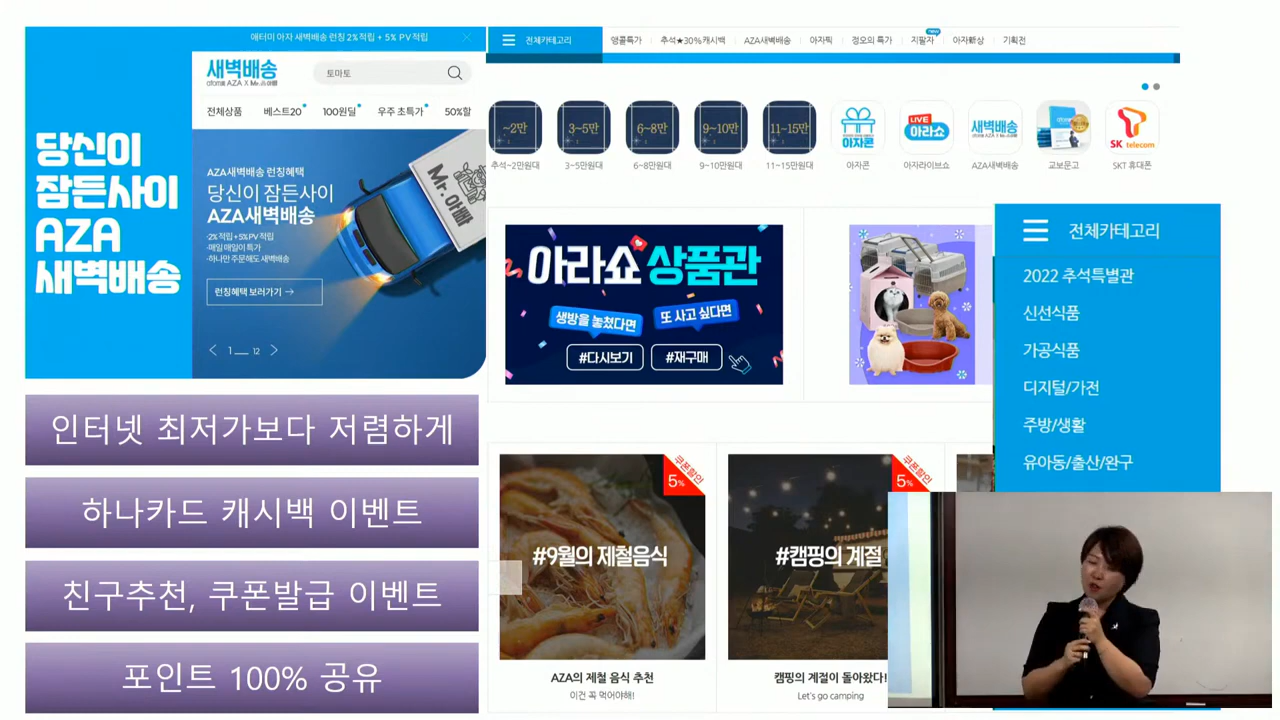 당신이
잠든사이
AZA
새벽배송
애터미 아자 새벽배송 런칭 2%적립 + 5% PV적립
새벽배송
토마토
전체상품
베스트20
100원딜
우주 초특가
50%할
AZA새벽배송 런칭혜택
당신이 잠든사이
AZA새벽배송
·2%적립+5%PV적립
·매일매일이 특가
·하나만 주문해도 새벽배송
런칭혜택 보러가기
1
12
Mr.아빠
인터넷 최저가보다 저렴하게
하나카드 캐시백 이벤트
친구추천, 쿠폰발급 이벤트
포인트 100% 공유
전체카테고리
앵콜특가
추석★30%캐시백
AZA새벽배송
아자픽
정오의 특가
지팔자
new
아자新상
기획전
~2만
3~5만
6~8만
9~10만
11~15만
아자콘
LIVE
아라쇼
새벽배송
SK telecom
추석~2만원대
3~5만원대
6~8만원대
9~10만원대
11~15만원대
아자콘
아자라이브쇼
AZA새벽배송
교보문고
SKT 휴대폰
아라쇼 상품관
생방을 놓쳤다면
또 사고 싶다면
#다시보기
#재구매
쿠폰할인
5%
#9월의 제철음식
AZA의 제철 음식 추천
이건 꼭 먹어야해!
쿠폰할인
5%
#캠핑의 계절
캠핑의 계절이 돌아왔다!
Let's go camping
전체카테고리
2022 추석특별관
신선식품
가공식품
디지털/가전
주방/생활
유아동/출산/완구